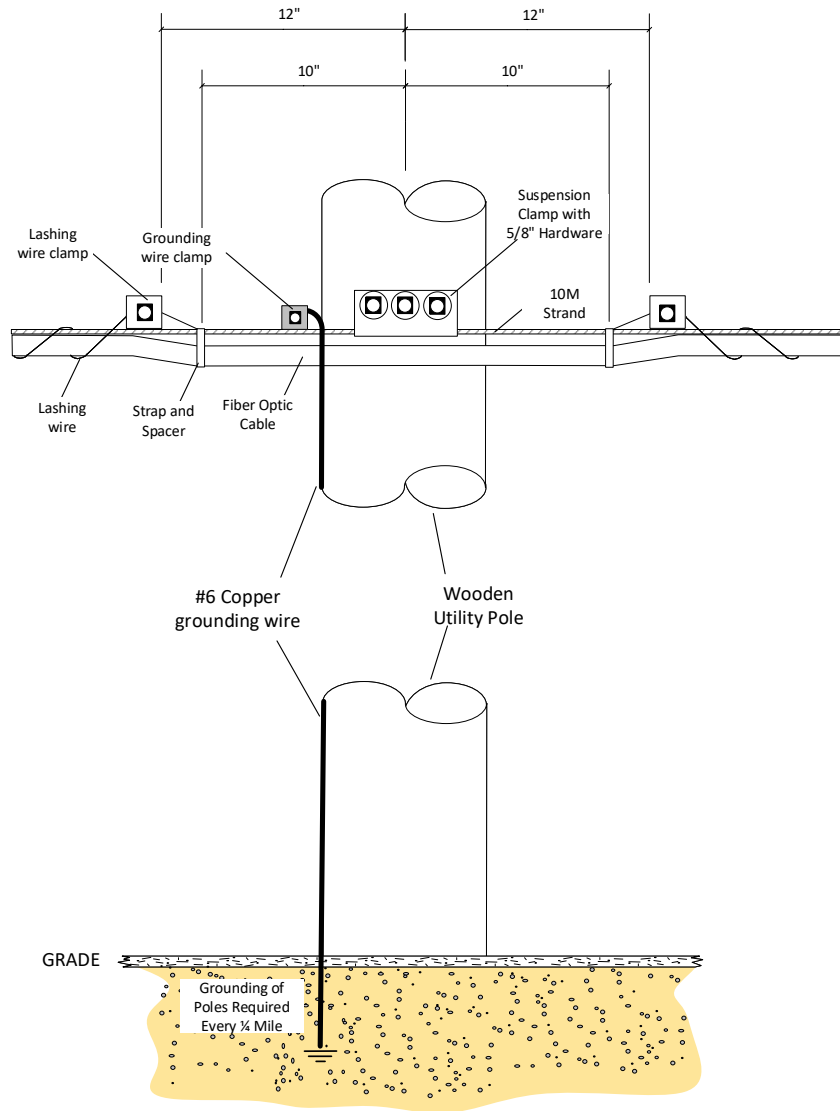 12"
12"
10"
10"
Suspension
Clamp with
5/8" Hardware
Lashing
wire clamp
Grounding
wire clamp
10M
Strand
Lashing
wire
Strap and
Spacer
Fiber Optic
Cable
#6 Copper
grounding wire
Wooden
Utility Pole
GRADE
Grounding of
Poles Required
Every ¼ Mile